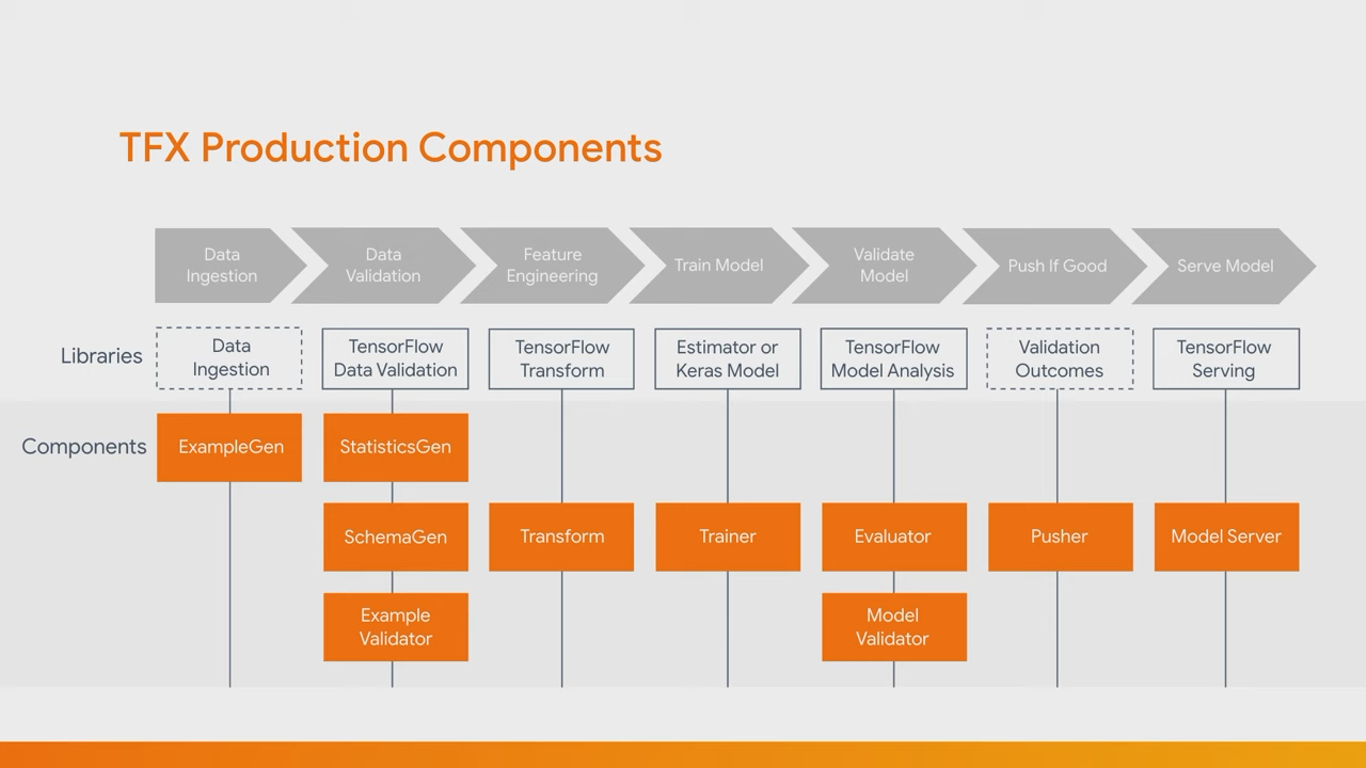 TFX Production Components
Data
Ingestion
Data
Validation
Feature
Engineering
Train Model
Validate
Model
Push If Good
Serve Model
Libraries
Data
Ingestion
TensorFlow
Data Validation
TensorFlow
Transform
Estimator or
Keras Model
TensorFlow
Model Analysis
Validation
Outcomes
TensorFlow
Serving
Components
ExampleGen
StatisticsGen
SchemaGen
Transform
Trainer
Evaluator
Pusher
Model Server
Example
Validator
Model
Validator